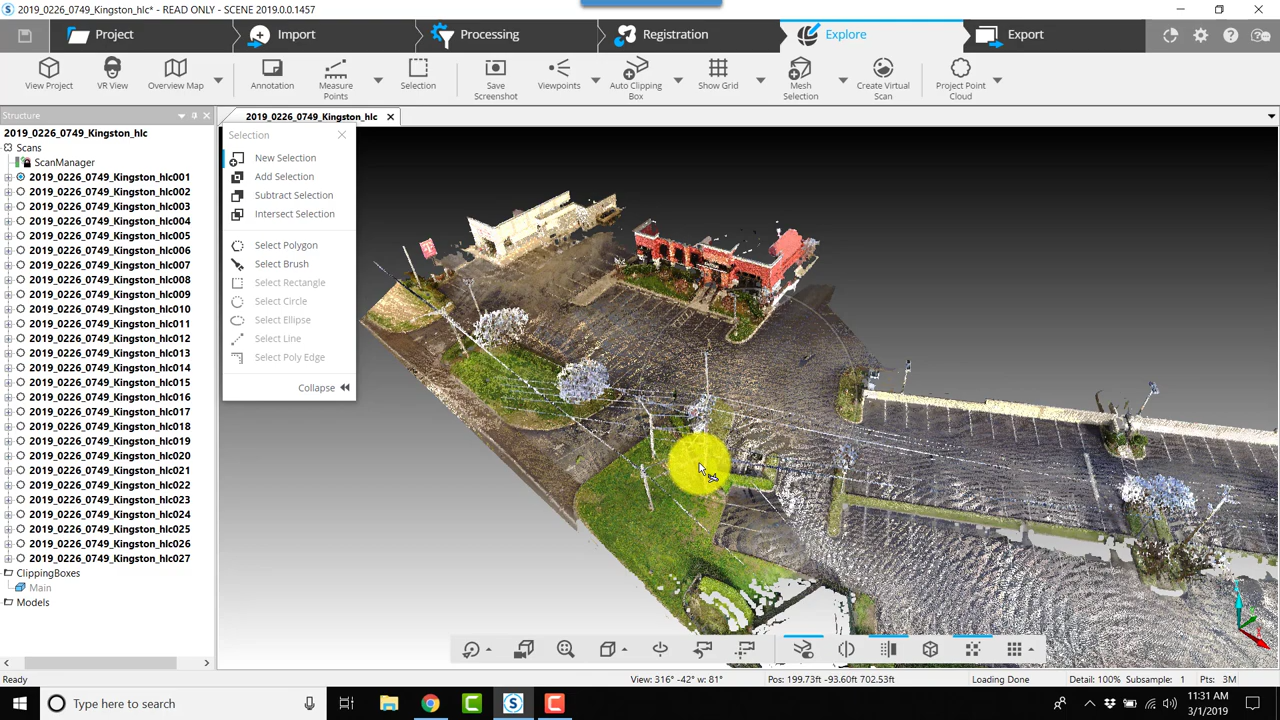 2019_0226_0749_Kingston_hlc* - READ ONLY - SCENE 2019.0.0.1457
Project
Import
Processing
Registration
Explore
Export
View Project
VR View
Overview Map
Annotation
Measure Points
Selection
Save Screenshot
Viewpoints
Auto Clipping Box
Show Grid
Mesh Selection
Create Virtual Scan
Project Point Cloud
Structure
2019_0226_0749_Kingston_hlc
2019_0226_0749_Kingston_hlc
Scans
ScanManager
2019_0226_0749_Kingston_hlc001
2019_0226_0749_Kingston_hlc002
2019_0226_0749_Kingston_hlc003
2019_0226_0749_Kingston_hlc004
2019_0226_0749_Kingston_hlc005
2019_0226_0749_Kingston_hlc006
2019_0226_0749_Kingston_hlc007
2019_0226_0749_Kingston_hlc008
2019_0226_0749_Kingston_hlc009
2019_0226_0749_Kingston_hlc010
2019_0226_0749_Kingston_hlc011
2019_0226_0749_Kingston_hlc012
2019_0226_0749_Kingston_hlc013
2019_0226_0749_Kingston_hlc014
2019_0226_0749_Kingston_hlc015
2019_0226_0749_Kingston_hlc016
2019_0226_0749_Kingston_hlc017
2019_0226_0749_Kingston_hlc018
2019_0226_0749_Kingston_hlc019
2019_0226_0749_Kingston_hlc020
2019_0226_0749_Kingston_hlc021
2019_0226_0749_Kingston_hlc022
2019_0226_0749_Kingston_hlc023
2019_0226_0749_Kingston_hlc024
2019_0226_0749_Kingston_hlc025
2019_0226_0749_Kingston_hlc026
2019_0226_0749_Kingston_hlc027
ClippingBoxes
Main
Models
Selection
New Selection
Add Selection
Subtract Selection
Intersect Selection
Select Polygon
Select Brush
Select Rectangle
Select Circle
Select Ellipse
Select Line
Select Poly Edge
Collapse
Ready
View: 316° -42° w: 81°
Pos: 199.73ft -93.60ft 702.53ft
Loading Done
Detail: 100%
Subsample: 1
Pts: 3M
Type here to search
11:31 AM
3/1/2019